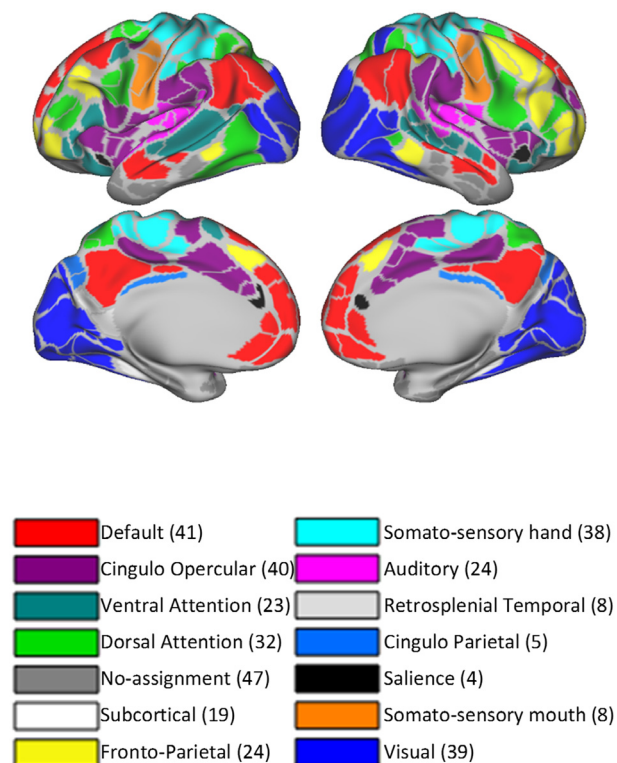 Default (41)
Somato-sensory hand (38)
Cingulo Opercular (40)
Auditory (24)
Ventral Attention (23)
Retrosplenial Temporal (8)
Dorsal Attention (32)
Cingulo Parietal (5)
No-assignment (47)
Salience (4)
Subcortical (19)
Somato-sensory mouth (8)
Fronto-Parietal (24)
Visual (39)